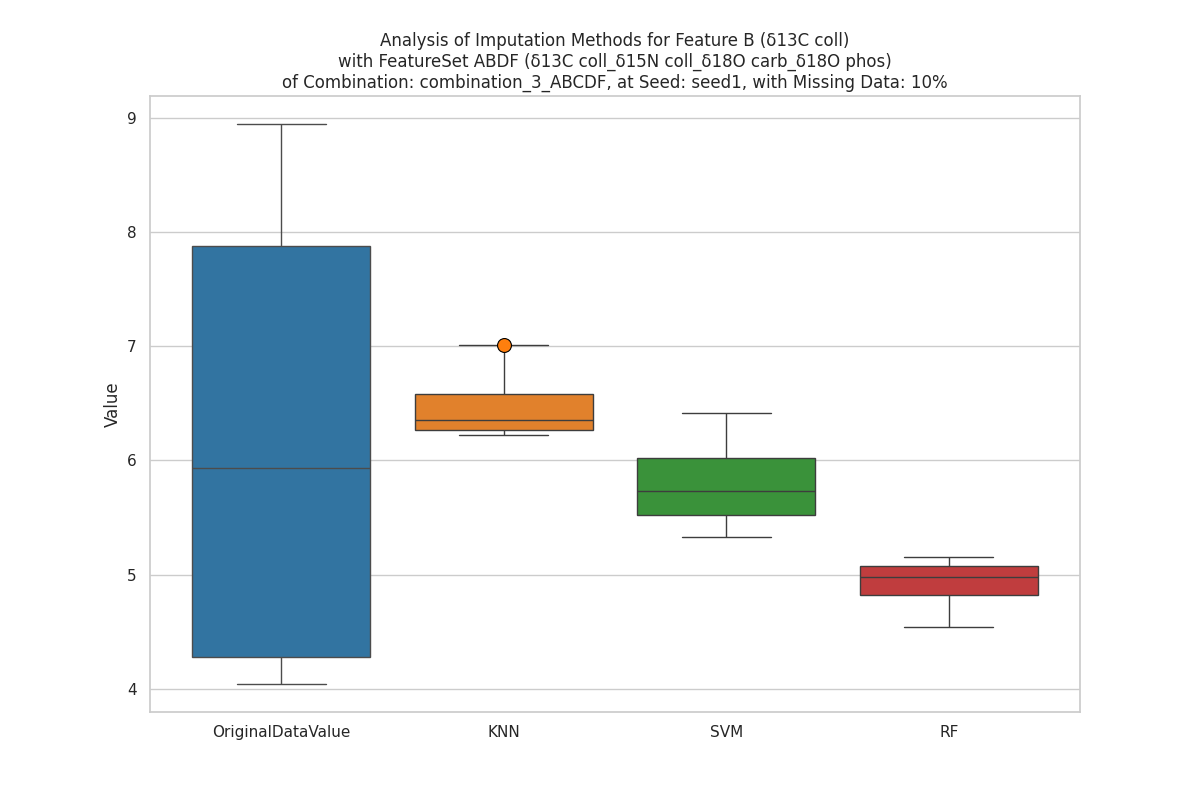 Analysis of Imputation Methods for Feature B (δ13C coll)
with FeatureSet ABDF (δ13C coll_δ15N coll_δ18O carb_δ18O phos)
of Combination: combination_3_ABCDF, at Seed: seed1, with Missing Data: 10%
9
8
7
6
5
4
Value
OriginalDataValue KNN SVM RF